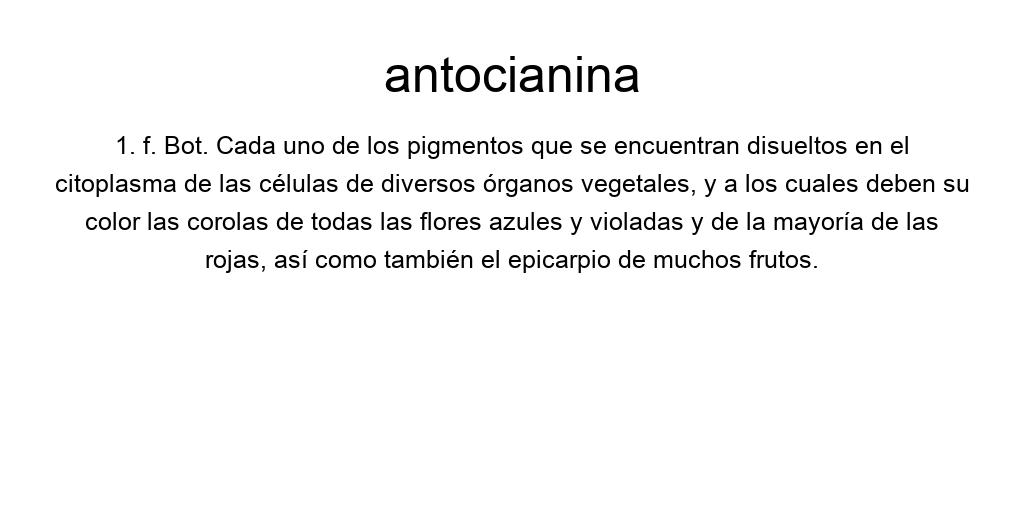 antocianina
1. f. Bot. Cada uno de los pigmentos que se encuentran disueltos en el
citoplasma de las células de diversos órganos vegetales, y a los cuales deben su
color las corolas de todas las flores azules y violadas y de la mayoría de las
rojas, así como también el epicarpio de muchos frutos.